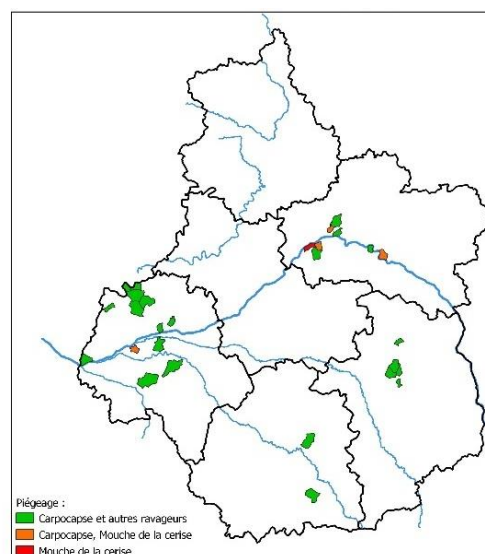 Piégeage :
Carpocapse et autres ravageurs
Carpocapse, Mouche de la cerise
Mouche de la cerise